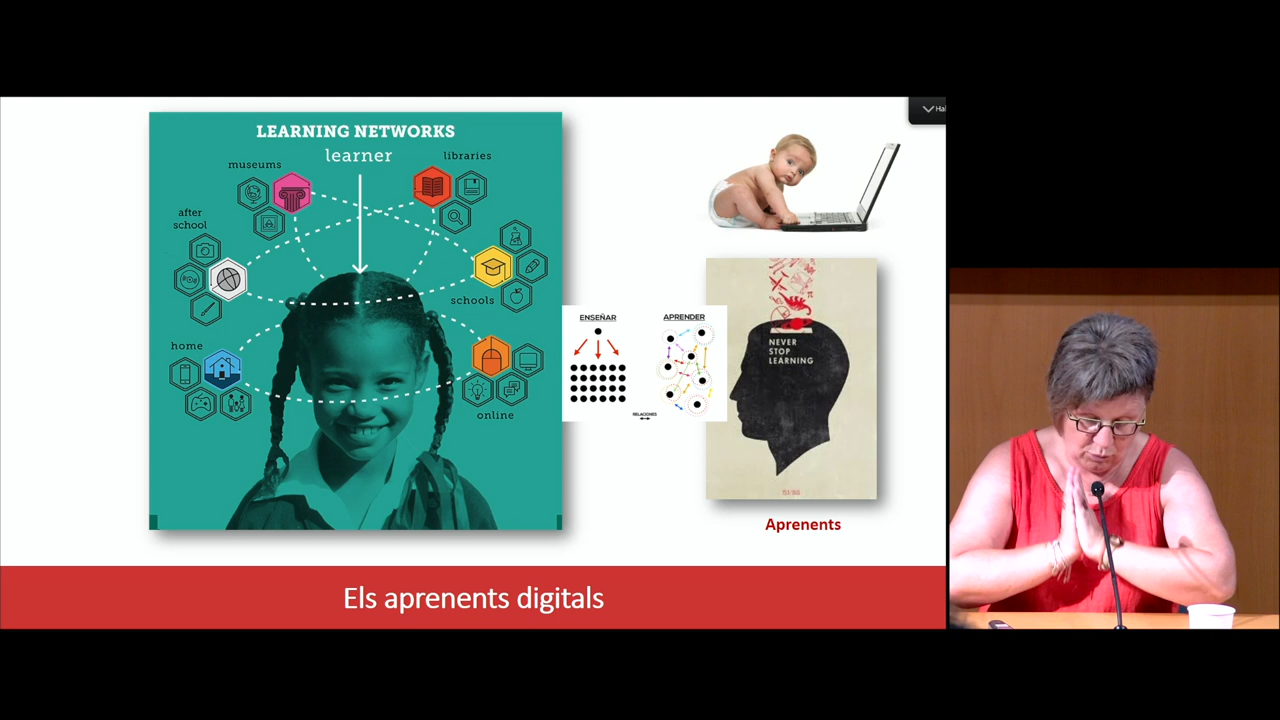 LEARNING NETWORKS
learner
museums
libraries
after
school
schools
home
online
ENSEÑAR
APRENDER
RELACIONES
NEVER
STOP
LEARNING
Aprenents
Els aprenents digitals